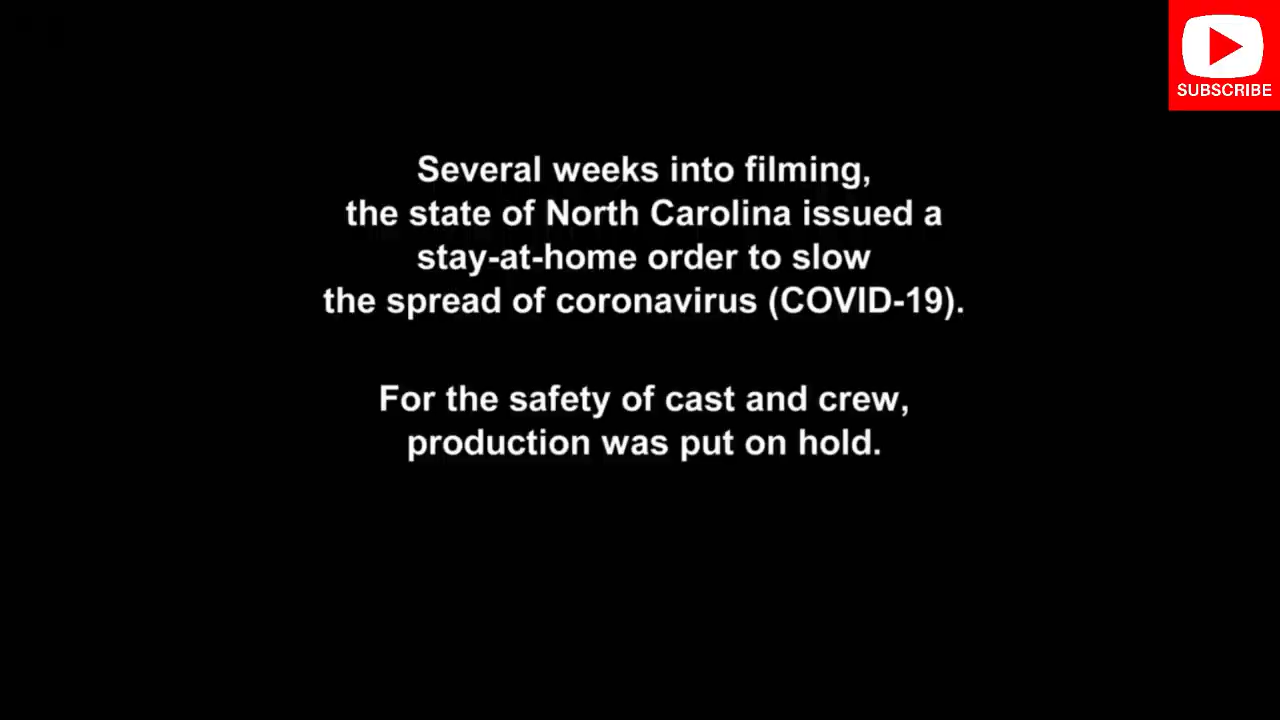 SUBSCRIBE
Several weeks into filming,
the state of North Carolina issued a
stay-at-home order to slow
the spread of coronavirus (COVID-19).
For the safety of cast and crew,
production was put on hold.